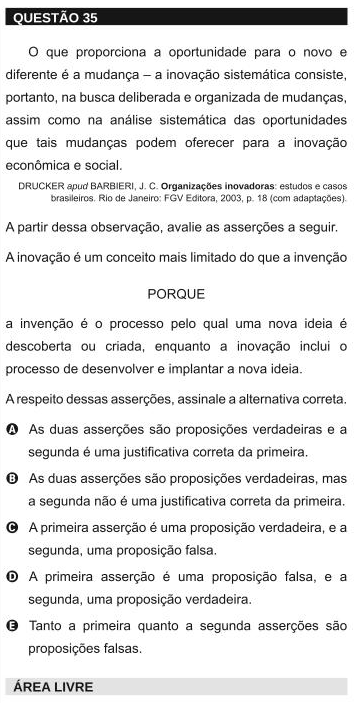 QUESTÃO 35
O que proporciona a oportunidade para o novo e
diferente é a mudança – a inovação sistemática consiste,
portanto, na busca deliberada e organizada de mudanças,
assim como na análise sistemática das oportunidades
que tais mudanças podem oferecer para a inovação
econômica e social.
DRUCKER apud BARBIERI, J. C. Organizações inovadoras: estudos e casos
brasileiros. Rio de Janeiro: FGV Editora, 2003, p. 18 (com adaptações).
A partir dessa observação, avalie as asserções a seguir.
A inovação é um conceito mais limitado do que a invenção
PORQUE
a invenção é o processo pelo qual uma nova ideia é
descoberta ou criada, enquanto a inovação inclui o
processo de desenvolver e implantar a nova ideia.
A respeito dessas asserções, assinale a alternativa correta.
A As duas asserções são proposições verdadeiras e a
segunda é uma justificativa correta da primeira.
B As duas asserções são proposições verdadeiras, mas
a segunda não é uma justificativa correta da primeira.
C A primeira asserção é uma proposição verdadeira, e a
segunda, uma proposição falsa.
D A primeira asserção é uma proposição falsa, e a
segunda, uma proposição verdadeira.
E Tanto a primeira quanto a segunda asserções são
proposições falsas.
ÁREA LIVRE